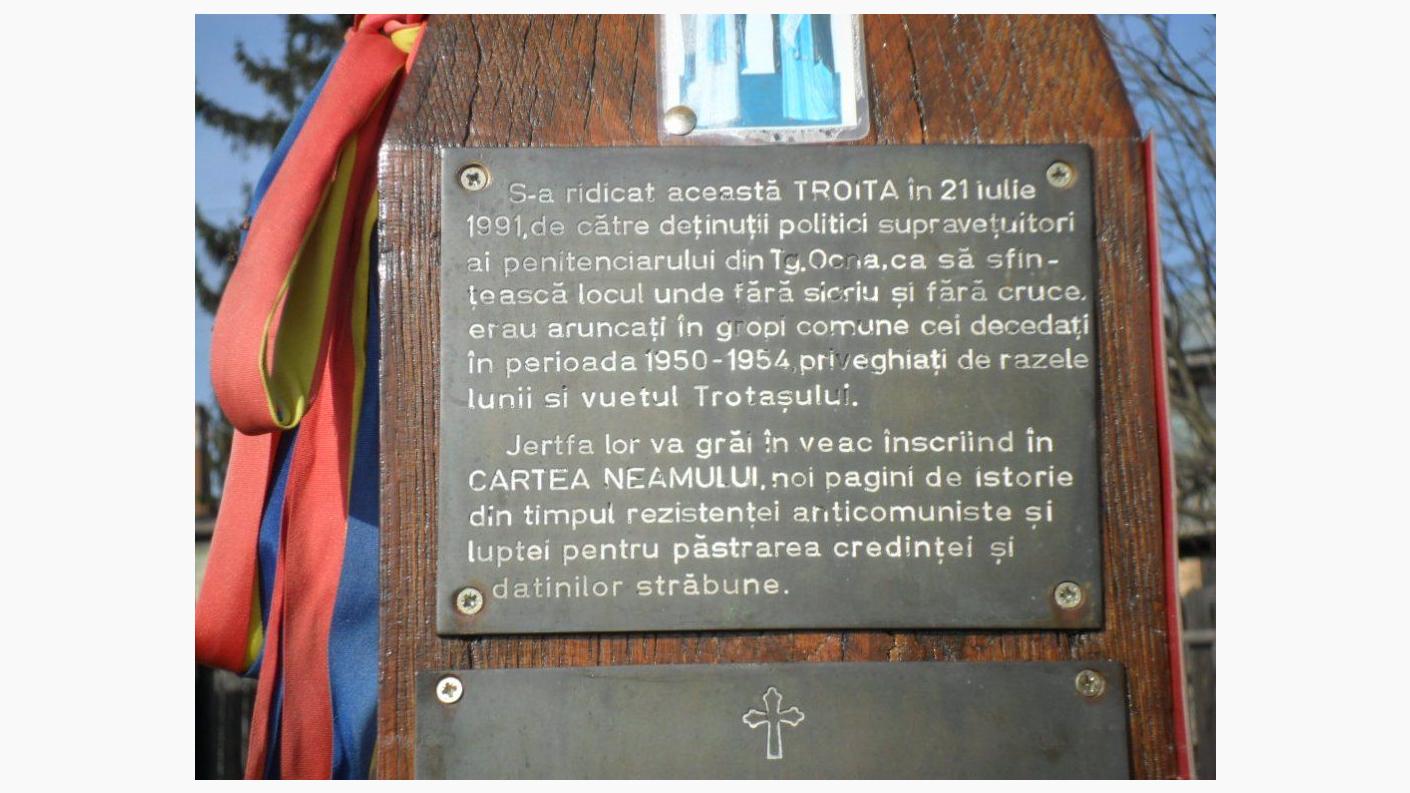 S-a ridicat această TROITA în 21 iulie
1991,de către deținuții politici supravețuitori
ai penitenciarului din Tg.Ocna,ca să sfin-
țească locul unde fără sicriu și fără cruce,
erau aruncați în gropi comune cei decedați
în perioada 1950-1954,priveghiați de razele
lunii si vuetul Trotașului.
Jertfa lor va grăi în veac înscriind în
CARTEA NEAMULUI,noi pagini de istorie
din timpul rezistenței anticomuniste și
luptei pentru păstrarea credinței și
datinilor străbune.